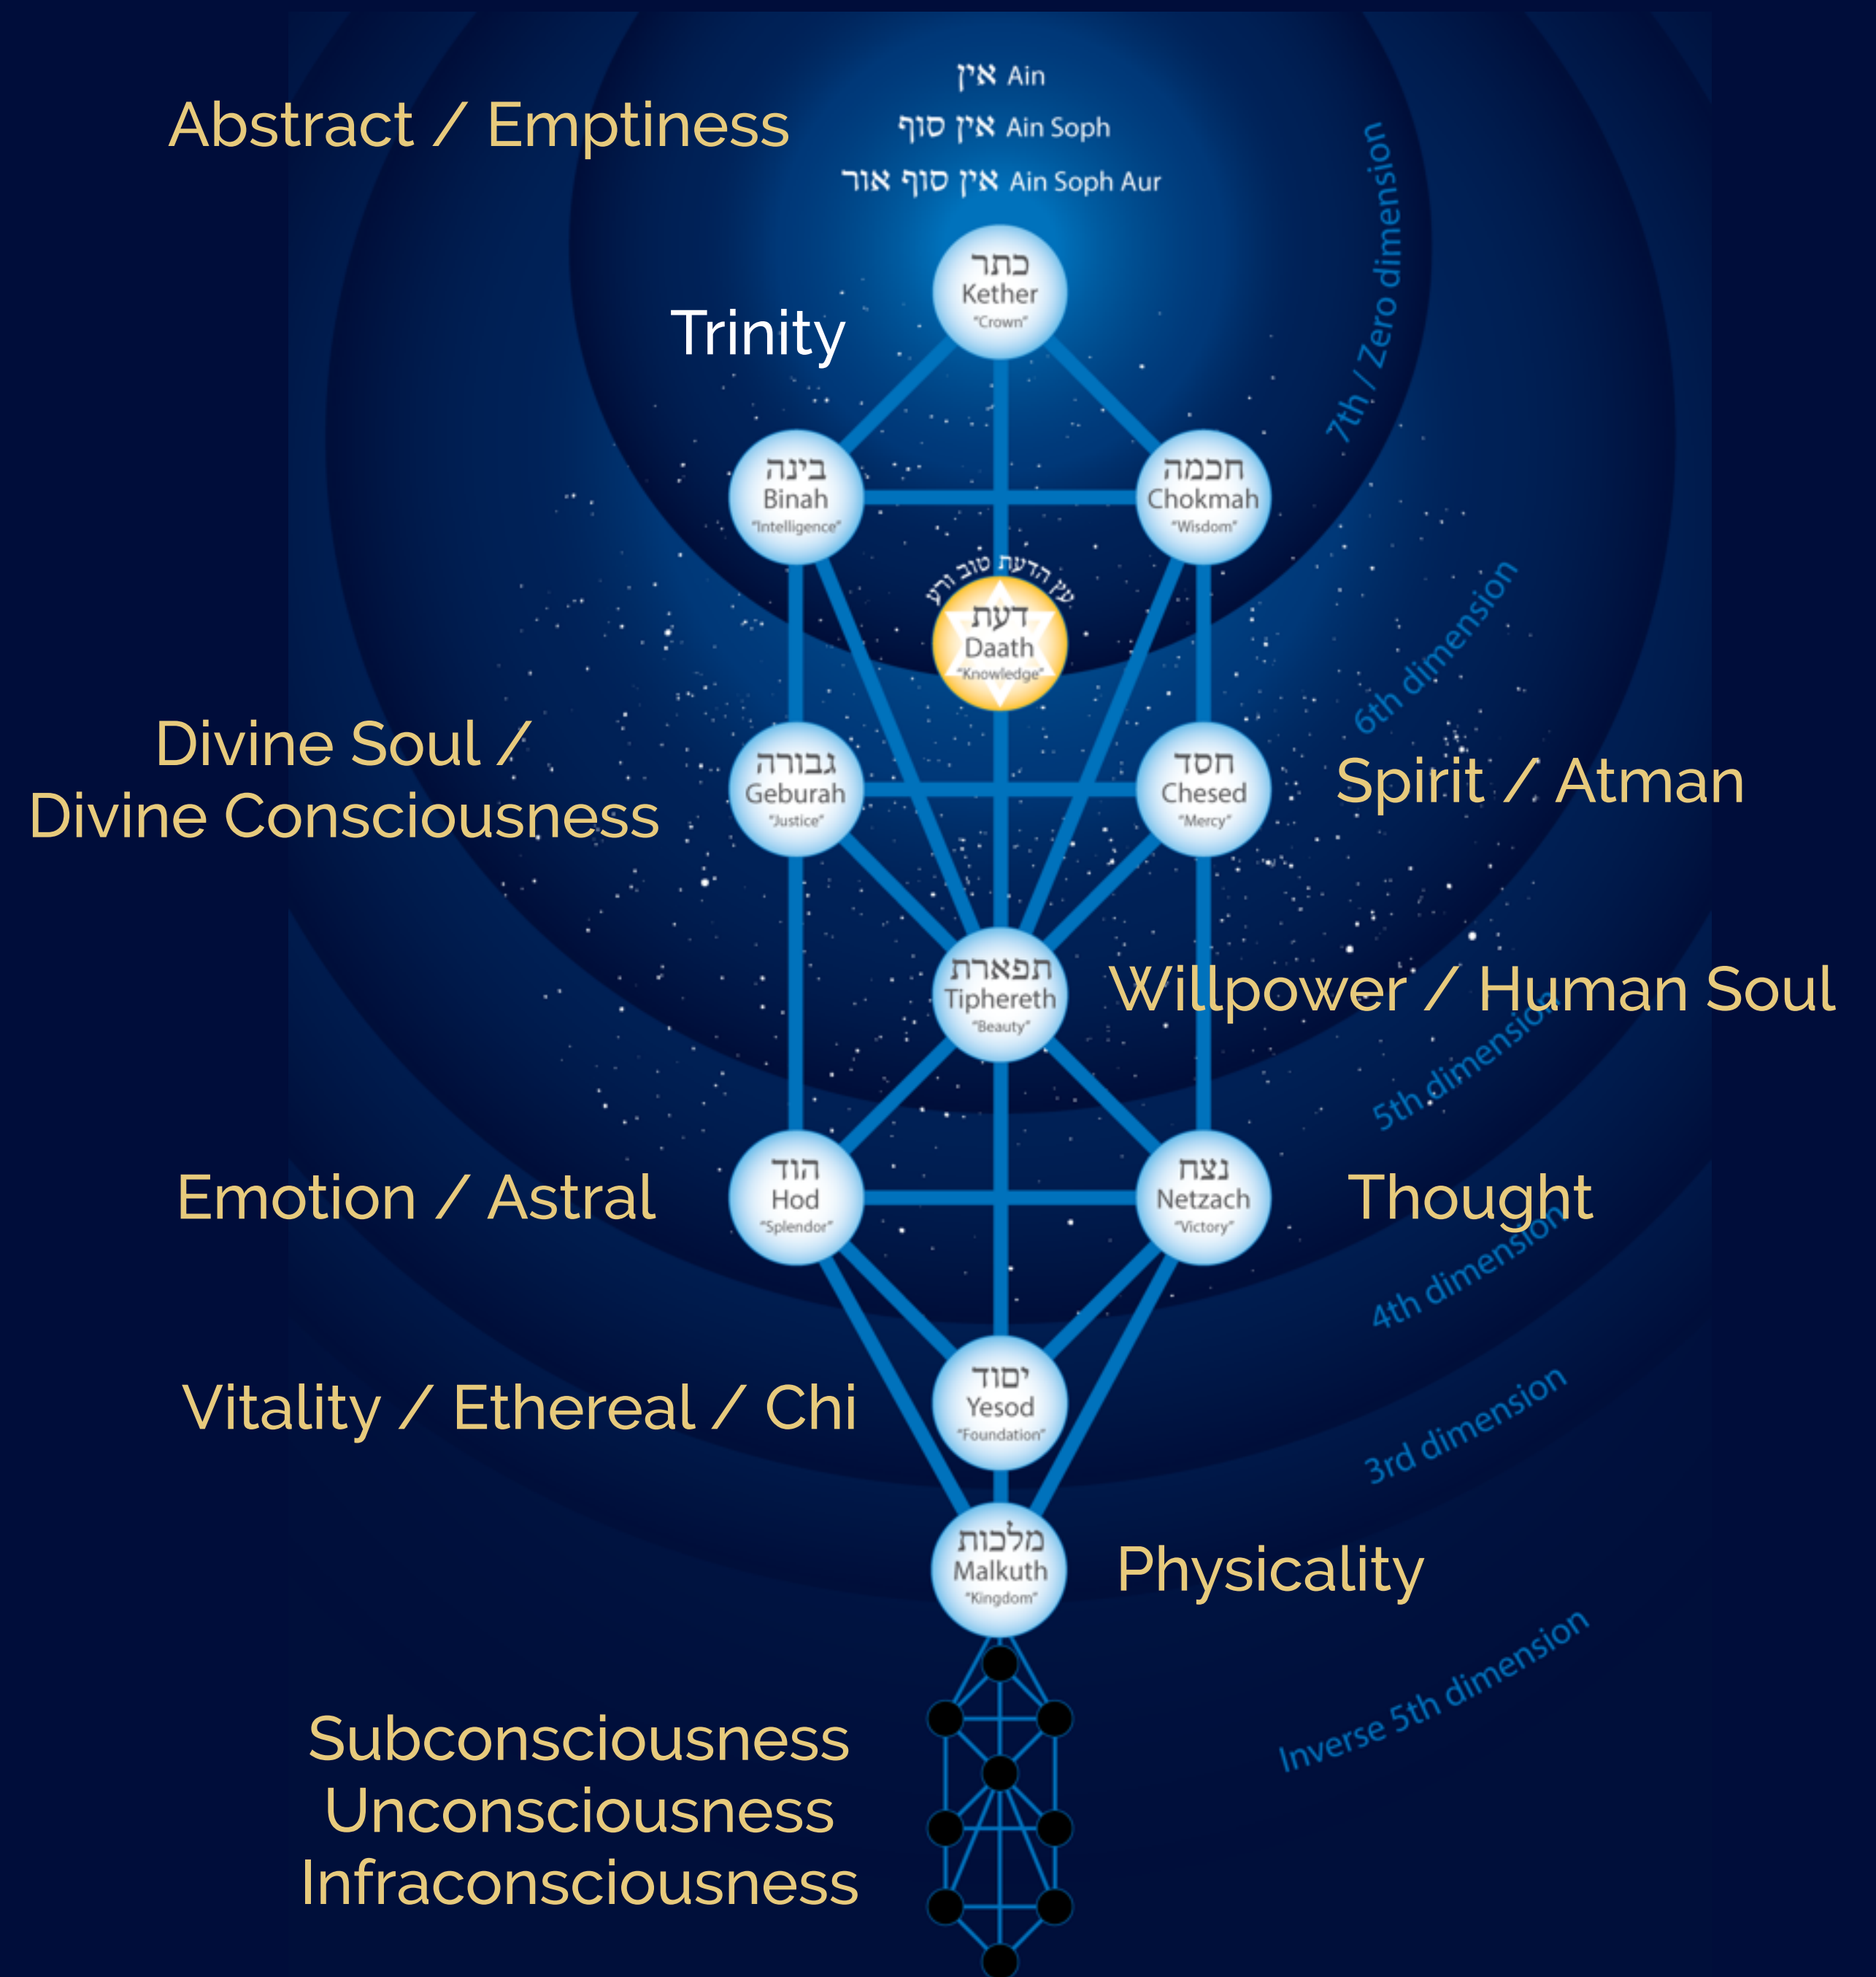 אין Ain
Abstract / Emptiness
אין סוף Ain Soph
אין סוף אור Ain Soph Aur
7th / Zero dimension
כתר
Kether
"Crown"
Trinity
בינה
Binah
"Intelligence"
חכמה
Chokmah
"Wisdom"
עץ הדעת טוב ורע
דעת
Daath
"Knowledge"
6th dimension
Divine Soul /
Divine Consciousness
גבורה
Geburah
"Justice"
חסד
Chesed
"Mercy"
Spirit / Atman
תפארת
Tiphereth
"Beauty"
Willpower / Human Soul
5th dimension
Emotion / Astral
הוד
Hod
"Splendor"
נצח
Netzach
"Victory"
Thought
4th dimension
Vitality / Ethereal / Chi
יסוד
Yesod
"Foundation"
3rd dimension
מלכות
Malkuth
"Kingdom"
Physicality
Inverse 5th dimension
Subconsciousness
Unconsciousness
Infraconsciousness